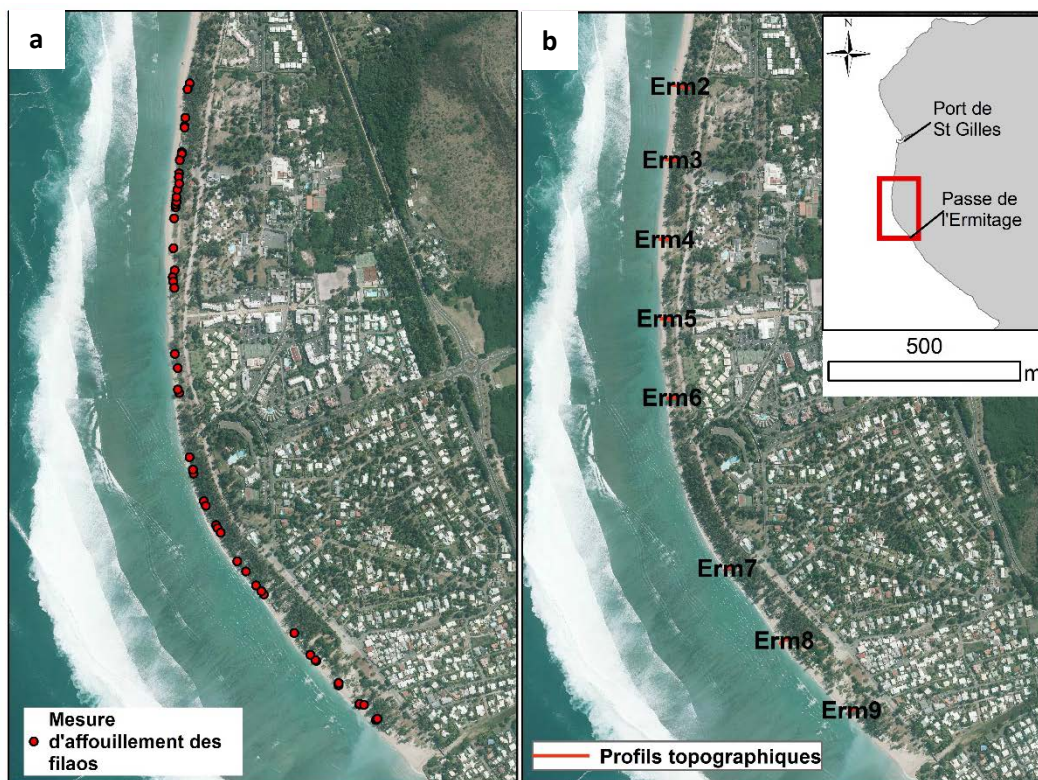 a
Mesure
d'affouillement des
filaos
b
Erm2
Erm3
Erm4
Erm5
Erm6
Erm7
Erm8
Erm9
Profils topographiques
N
Port de
St Gilles
Passe de
l'Ermitage
500
m